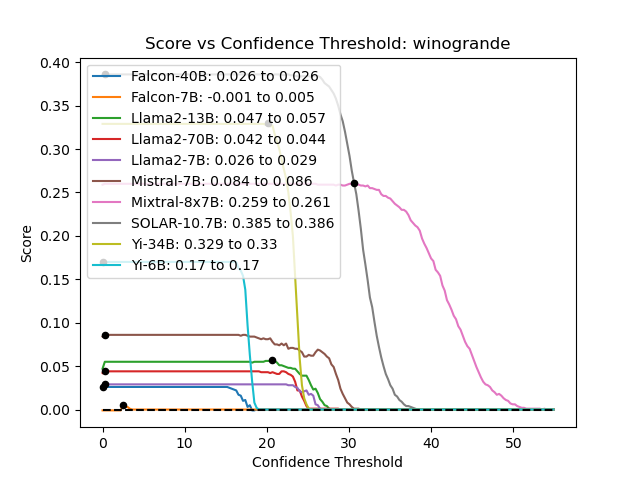 Score vs Confidence Threshold: winogrande
Score
0.40
0.35
0.30
0.25
0.20
0.15
0.10
0.05
0.00
Falcon-40B: 0.026 to 0.026
Falcon-7B: -0.001 to 0.005
Llama2-13B: 0.047 to 0.057
Llama2-70B: 0.042 to 0.044
Llama2-7B: 0.026 to 0.029
Mistral-7B: 0.084 to 0.086
Mixtral-8x7B: 0.259 to 0.261
SOLAR-10.7B: 0.385 to 0.386
Yi-34B: 0.329 to 0.33
Yi-6B: 0.17 to 0.17
0 10 20 30 40 50
Confidence Threshold